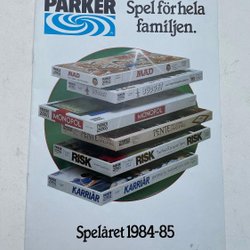 PARKER
Spel för hela
familjen.
MAD
MONOPOL
PENTE
RISK
RISK
KARRIÄR
KARRIÄR
Spelåret 1984-85